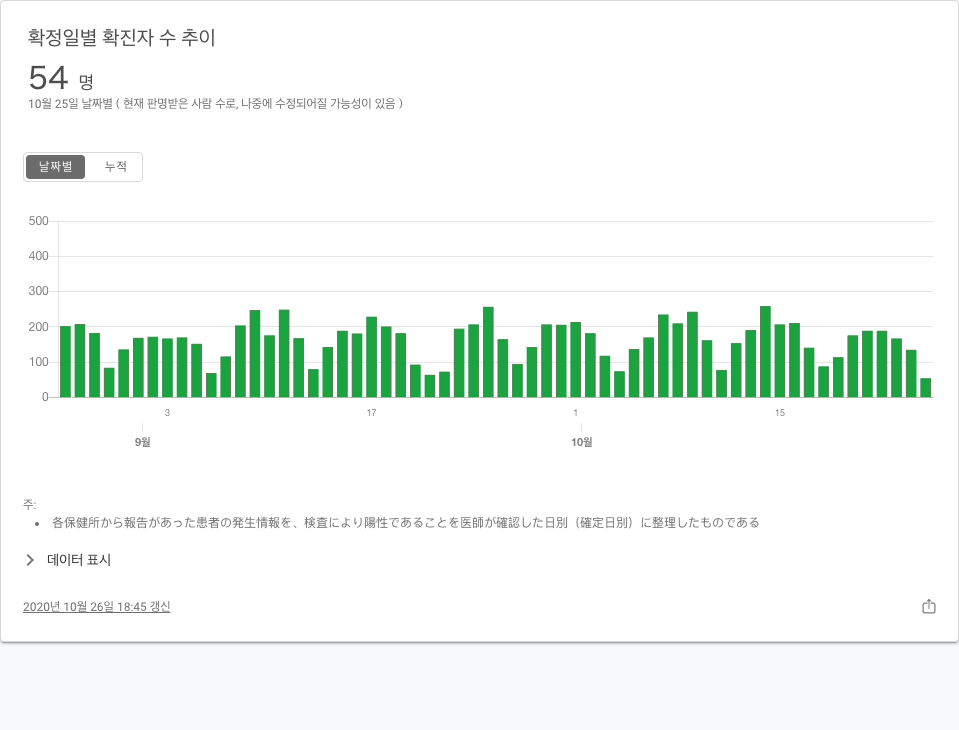 확정일별 확진자 수 추이
54 명
10월 25일 날짜별 ( 현재 판명받은 사람 수로, 나중에 수정되어질 가능성이 있음 )
날짜별 누적
500
400
300
200
100
0
3 17 1 15
9월 10월
주:
• 各保健所から報告があった患者の発生情報を、検査により陽性であることを医師が確認した日別（確定日別）に整理したものである
데이터 표시
2020년 10월 26일 18:45 갱신